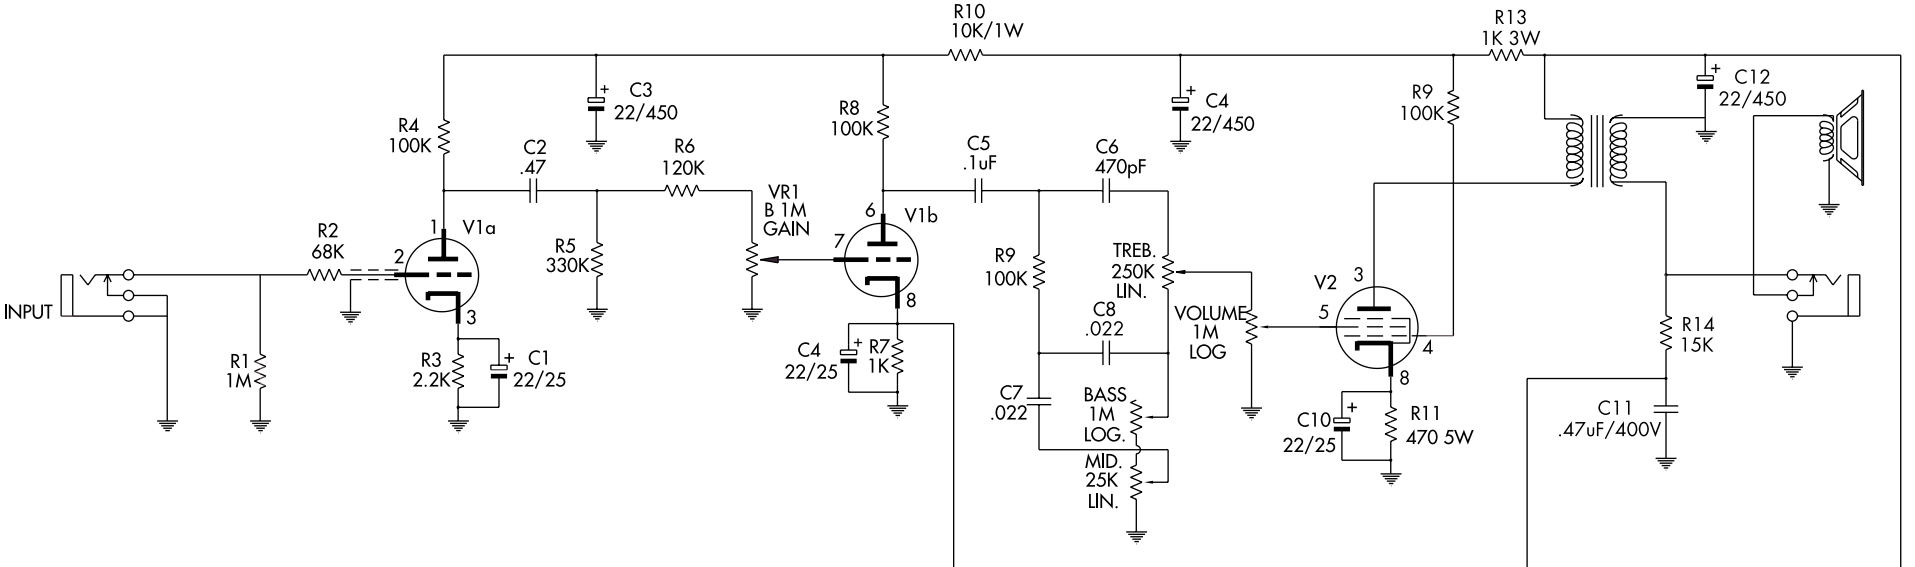 R10
10K/1W
R13
1K 3W
C3
22/450
C4
22/450
C12
22/450
R4
100K
R8
100K
R9
100K
C2
.47
R6
120K
C5
.1uF
C6
470pF
VR1
B 1M
GAIN
1
V1a
6
V1b
R2
68K
2
7
R5
330K
R9
100K
TREB.
250K
LIN.
3
V2
INPUT
3
8
C8
.022
VOLUME
1M
LOG
5
4
R14
15K
R1
1M
R3
2.2K
C1
22/25
C4
22/25
R7
1K
8
C7
.022
BASS
1M
LOG.
C10
22/25
R11
470 5W
C11
.47uF/400V
MID.
25K
LIN.
+
+
+
+
+
+